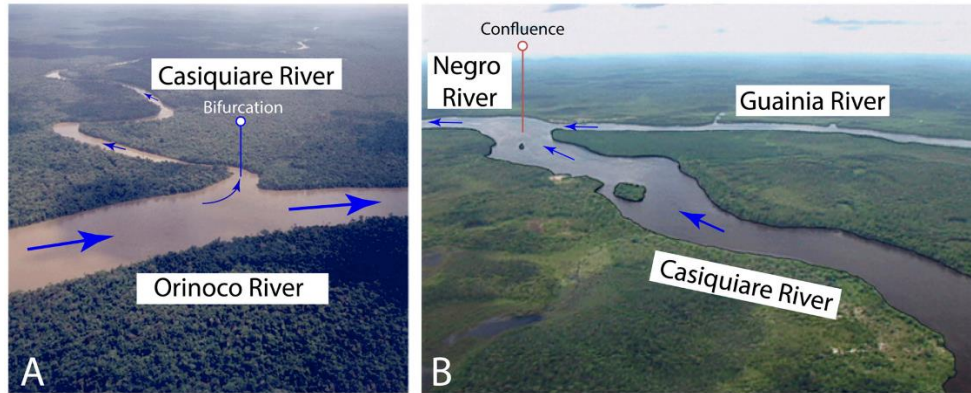 Casiquiare River
Bifurcation
Orinoco River
A
Confluence
Negro
River
Guainia River
Casiquiare River
B